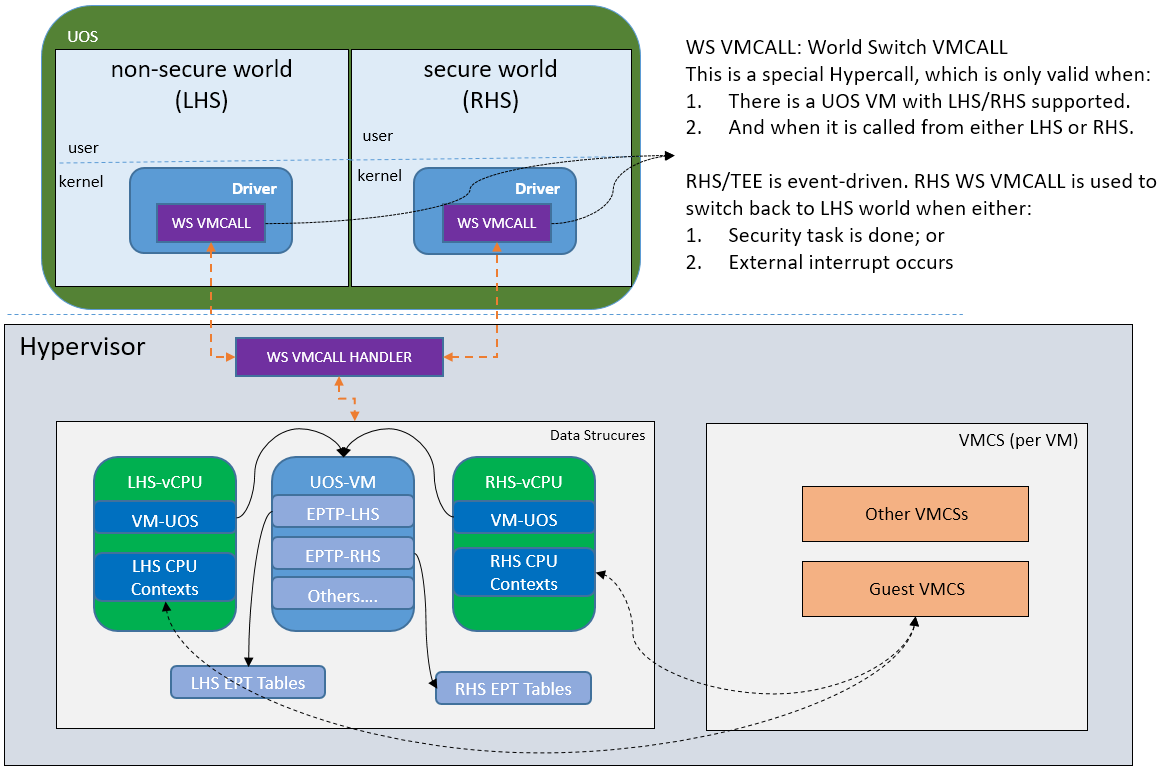 UOS
non-secure world
(LHS)
secure world
(RHS)
user
kernel
user
kernel
Driver
WS VMCALL
Driver
WS VMCALL
WS VMCALL: World Switch VMCALL
This is a special Hypercall, which is only valid when:
1. There is a UOS VM with LHS/RHS supported.
2. And when it is called from either LHS or RHS.
RHS/TEE is event-driven. RHS WS VMCALL is used to
switch back to LHS world when either:
1. Security task is done; or
2. External interrupt occurs
Hypervisor
WS VMCALL HANDLER
Data Strucures
LHS-vCPU
VM-UOS
LHS CPU
Contexts
UOS-VM
EPTP-LHS
EPTP-RHS
Others....
RHS-vCPU
VM-UOS
RHS CPU
Contexts
LHS EPT Tables
RHS EPT Tables
VMCS (per VM)
Other VMCSs
Guest VMCS